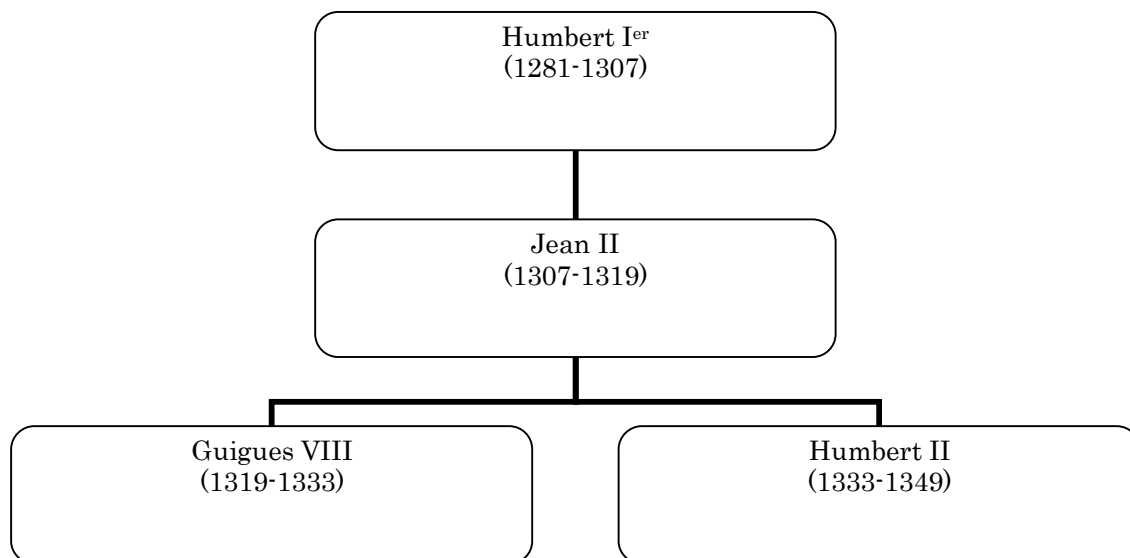 Humbert Iᵉʳ
(1281-1307)
Jean II
(1307-1319)
Guigues VIII
(1319-1333)
Humbert II
(1333-1349)